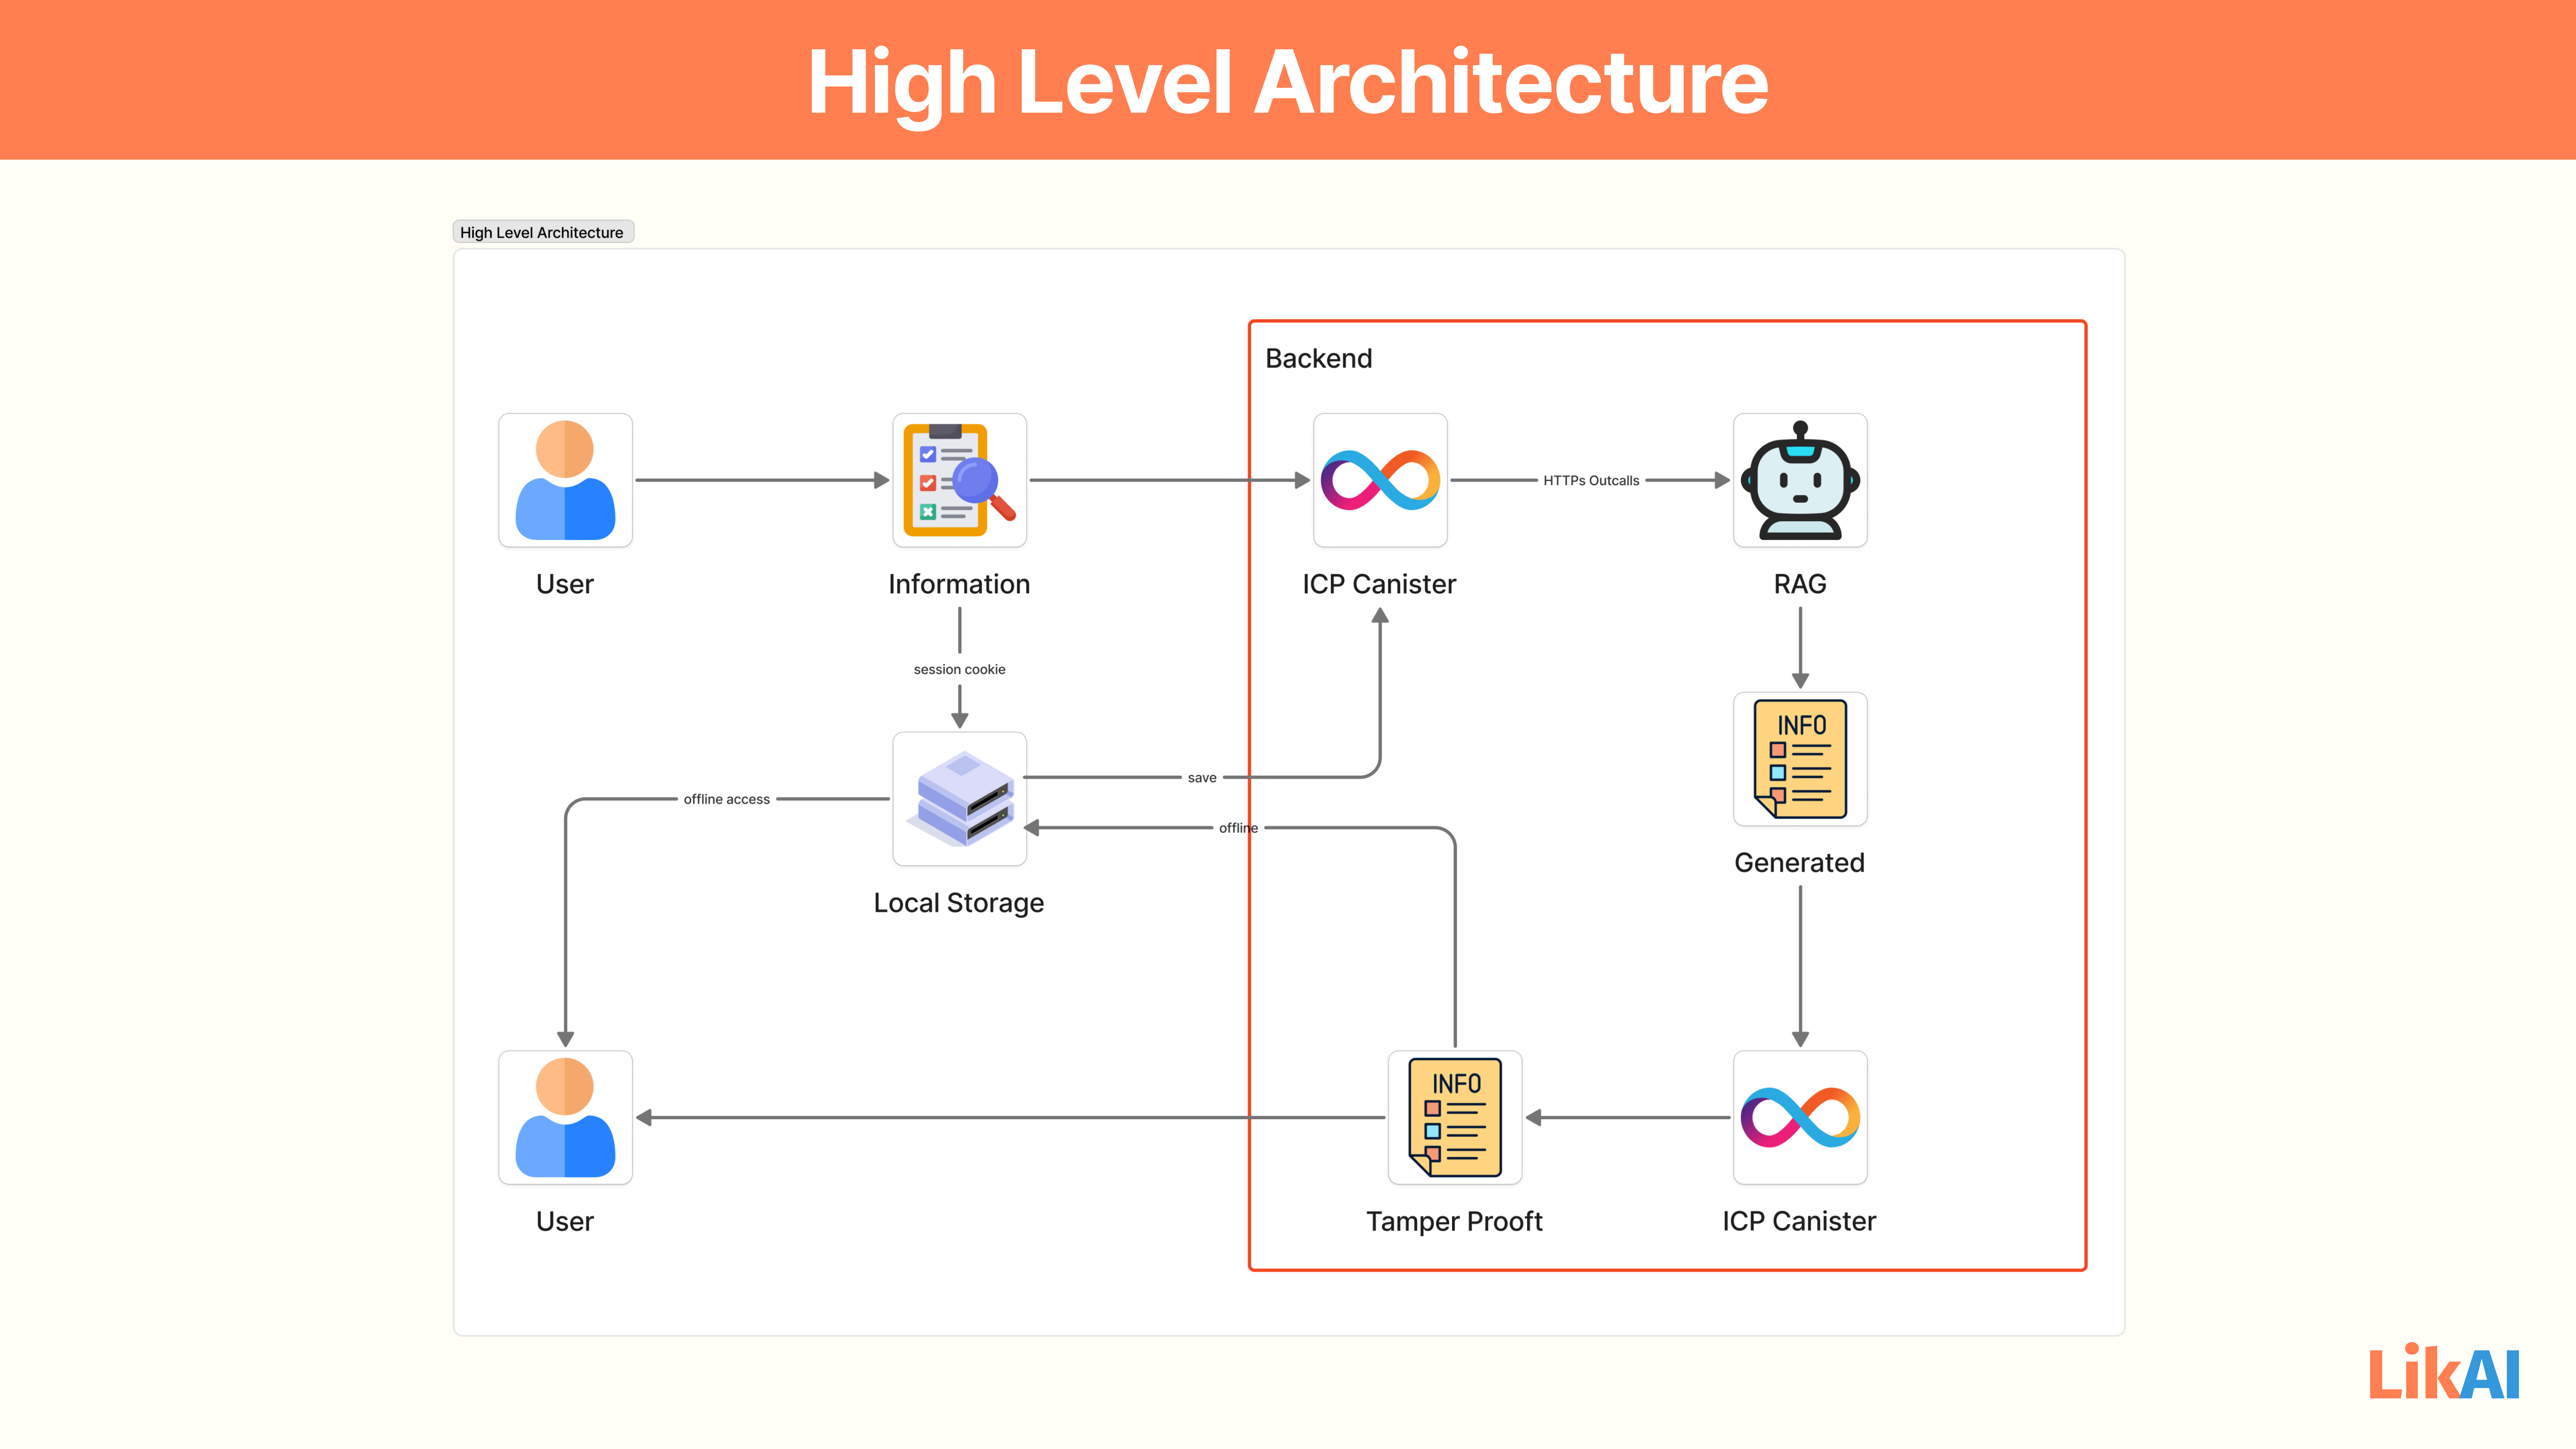 High Level Architecture
High Level Architecture
Backend
HTTPs Outcalls
User
Information
ICP Canister
RAG
session cookie
INFO
save
offline access
offline
Generated
Local Storage
INFO
User
Tamper Prooft
ICP Canister
LikAI